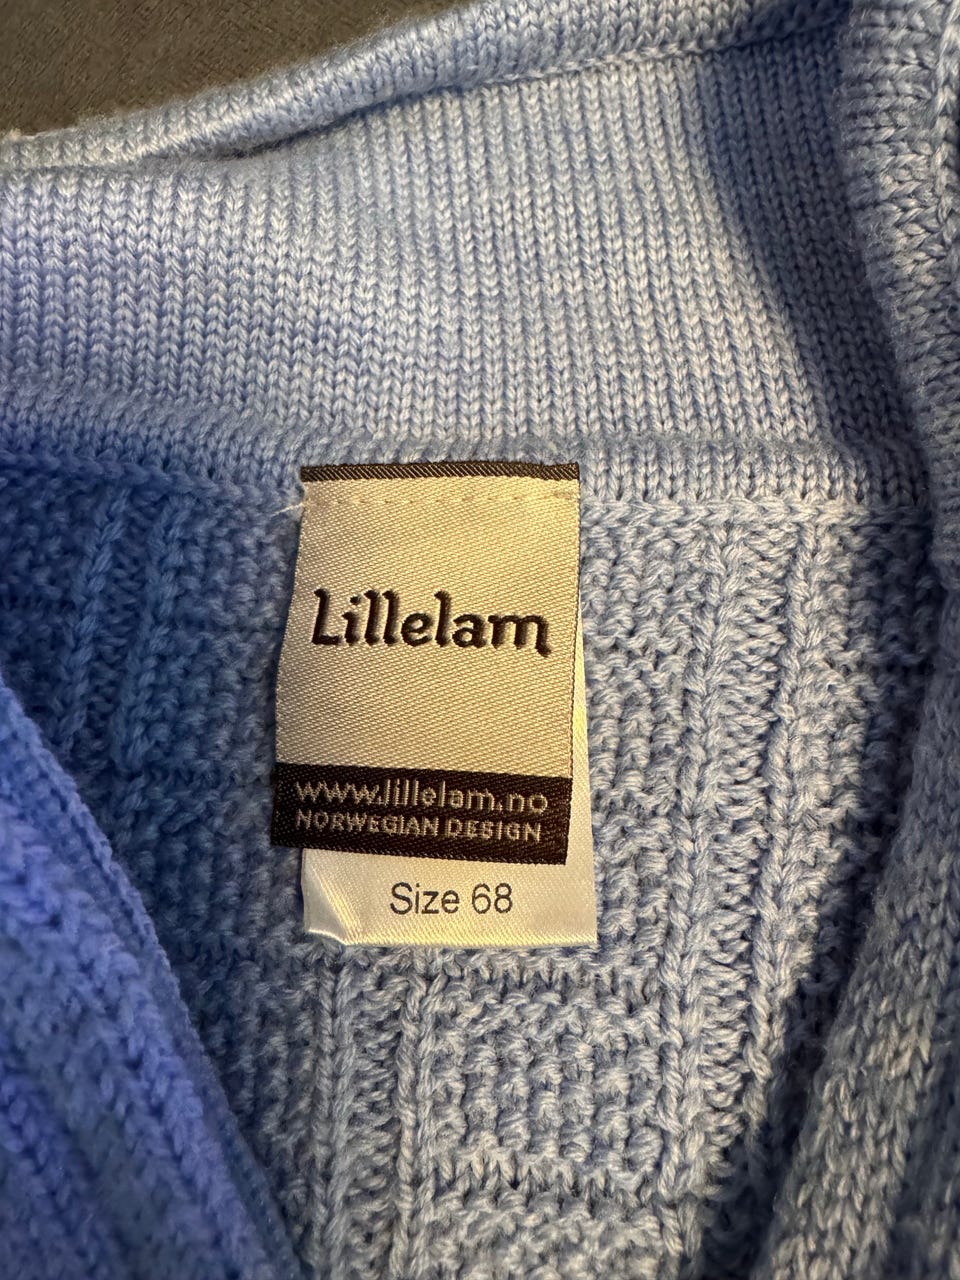 Lillelam
www.lillelam.no
NORWEGIAN DESIGN
Size 68